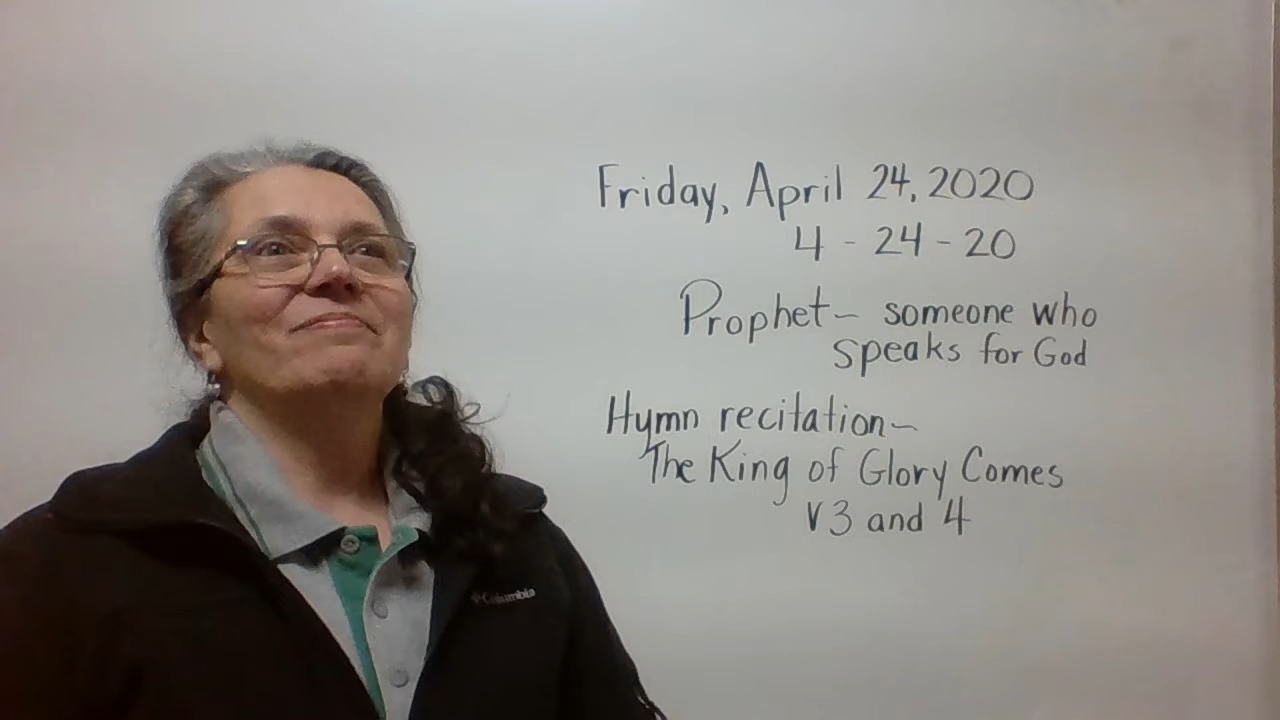 Friday, April 24, 2020
4 - 24 - 20
Prophet - someone who
speaks for God
Hymn recitation -
The King of Glory Comes
V 3 and 4
Columbia